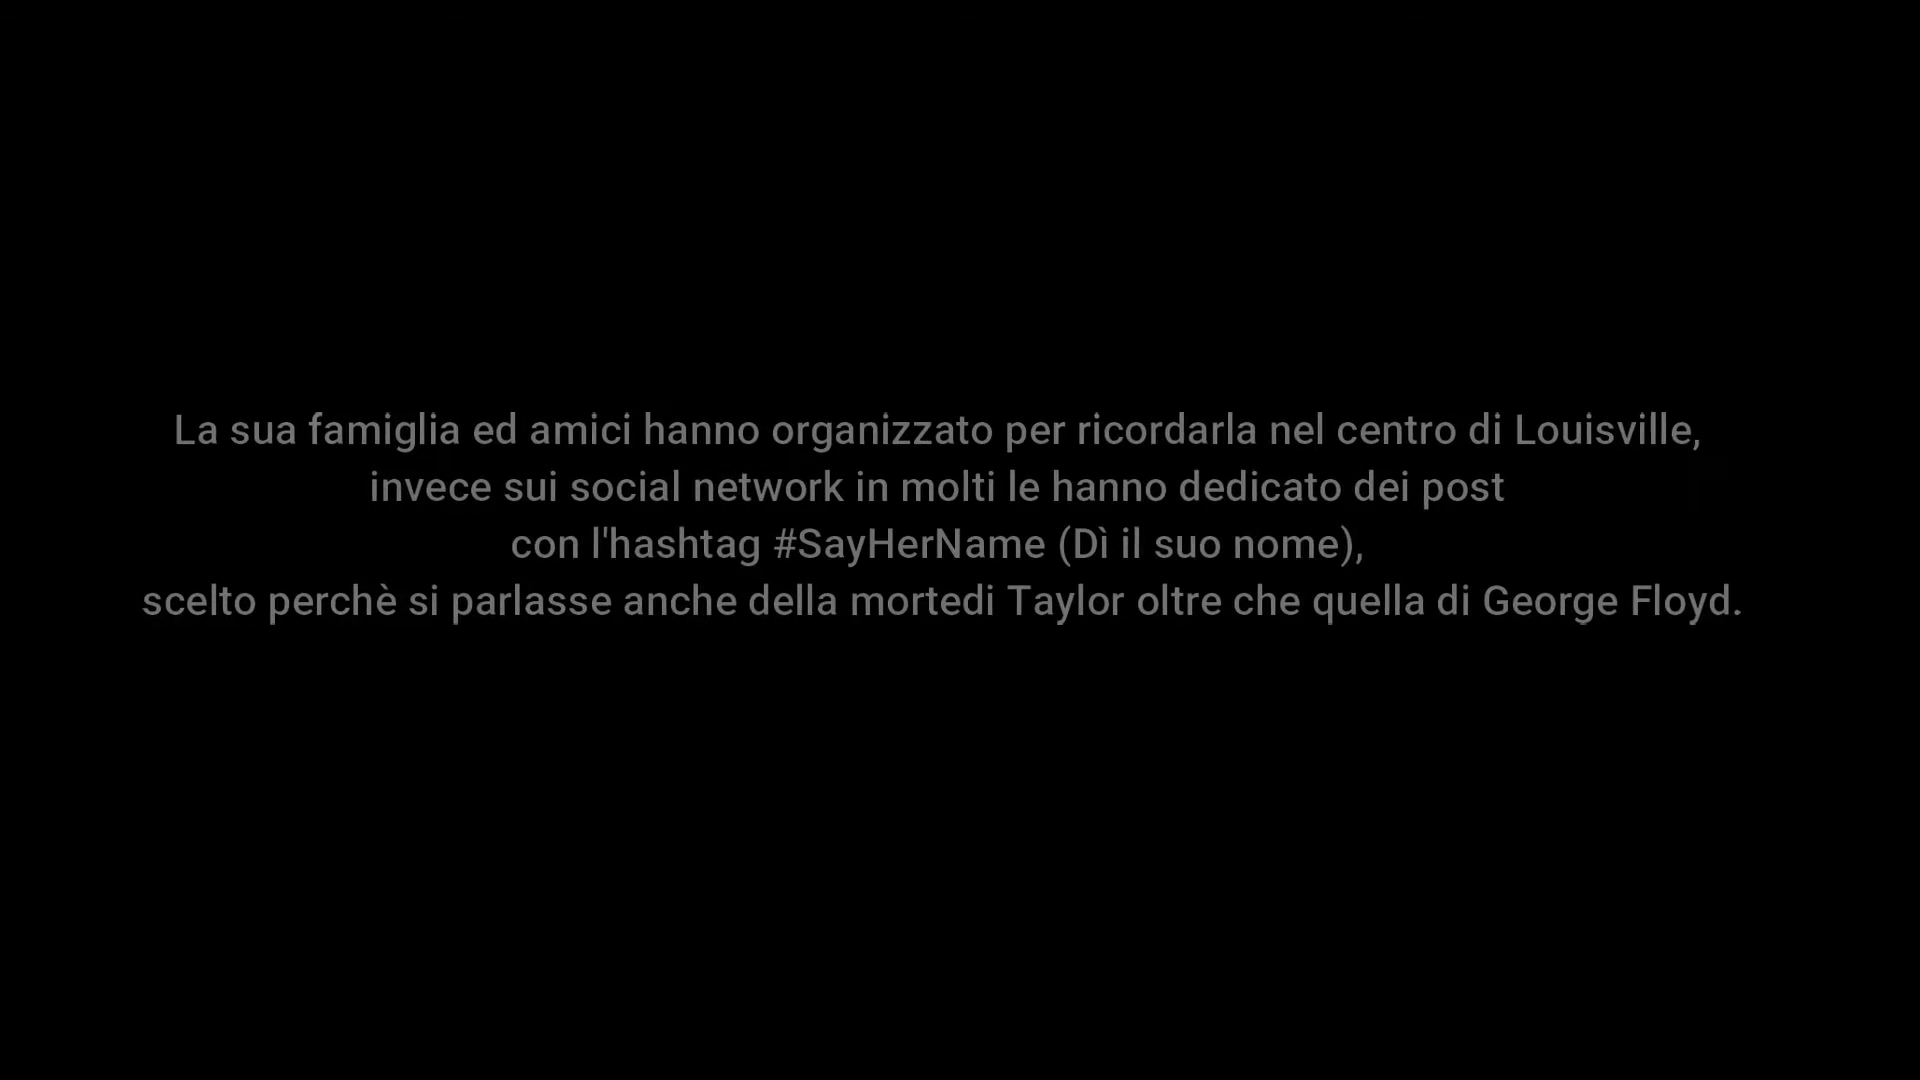 La sua famiglia ed amici hanno organizzato per ricordarla nel centro di Louisville,
invece sui social network in molti le hanno dedicato dei post
con l'hashtag #SayHerName (Dì il suo nome),
scelto perchè si parlasse anche della mortedi Taylor oltre che quella di George Floyd.